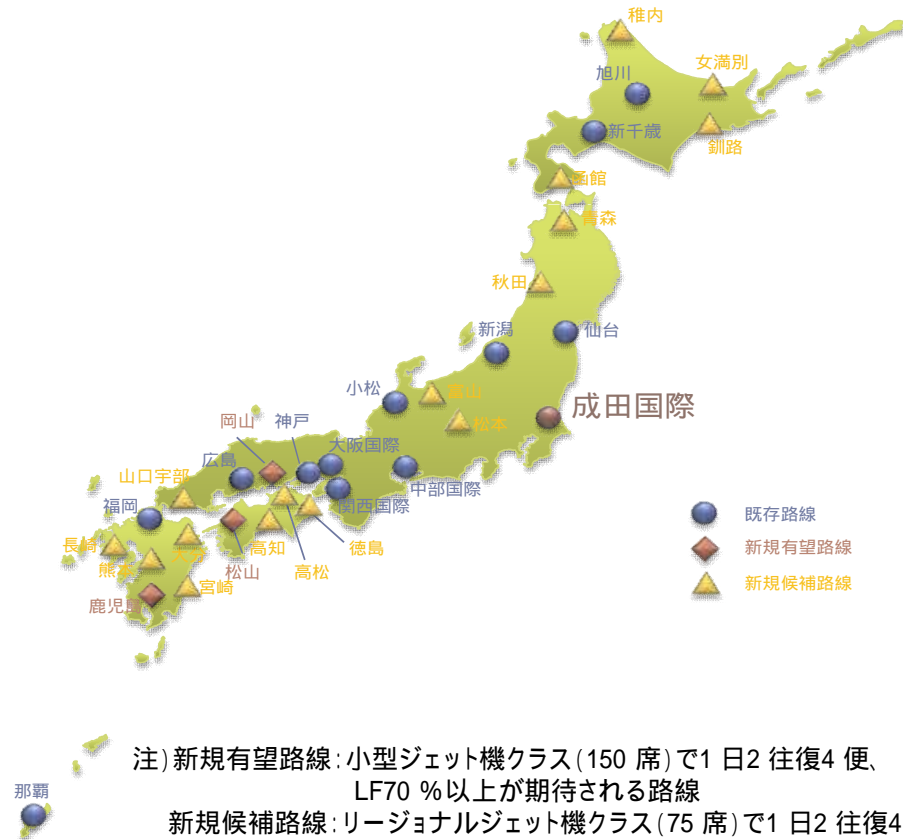 稚内
女満別
旭川
新千歳
釧路
函館
青森
秋田
新潟
仙台
小松
富山
成田国際
松本
岡山
神戸
大阪国際
広島
山口宇部
中部国際
関西国際
福岡
長崎
大分
高知
徳島
熊本
松山
高松
宮崎
鹿児島
既存路線
新規有望路線
新規候補路線
注)新規有望路線:小型ジェット機クラス(150 席)で1 日2 往復4 便、
LF70 %以上が期待される路線
那覇
新規候補路線:リージョナルジェット機クラス(75 席)で1 日2 往復4